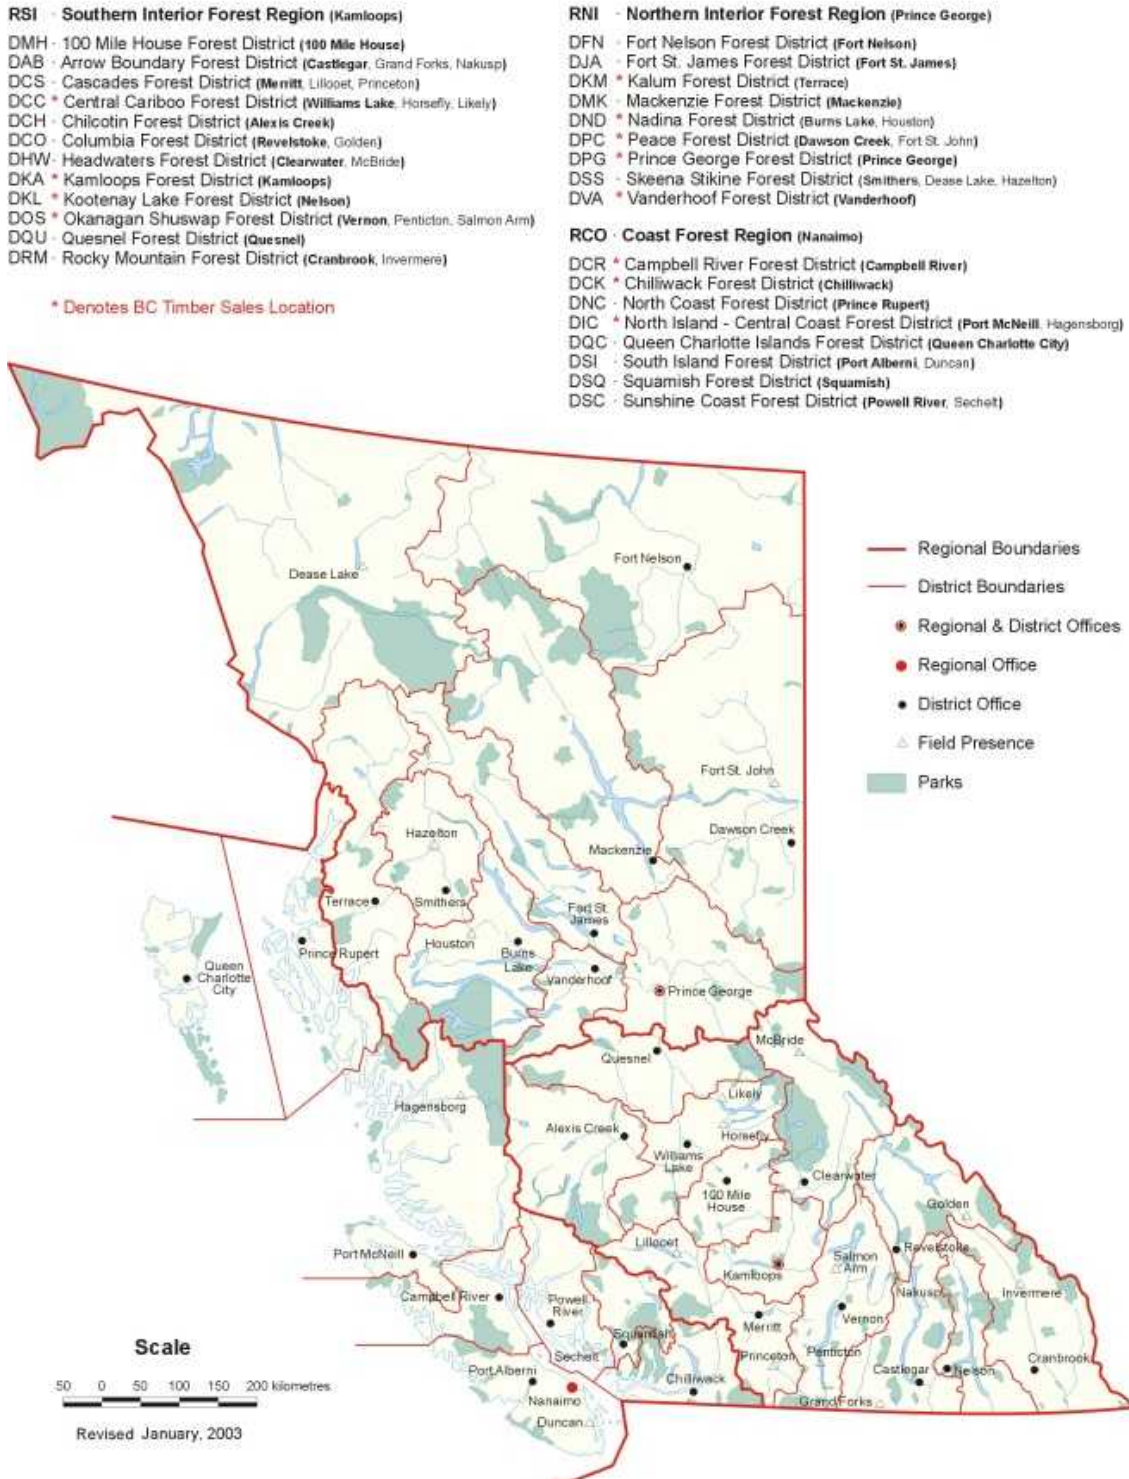 RSI · Southern Interior Forest Region (Kamloops)
DMH · 100 Mile House Forest District (100 Mile House)
DAB · Arrow Boundary Forest District (Castlegar, Grand Forks, Nakusp)
DCS · Cascades Forest District (Merritt, Lillooet, Princeton)
DCC * Central Cariboo Forest District (Williams Lake, Horsefly, Likely)
DCH · Chilcotin Forest District (Alexis Creek)
DCO · Columbia Forest District (Revelstoke, Golden)
DHW · Headwaters Forest District (Clearwater, McBride)
DKA * Kamloops Forest District (Kamloops)
DKL * Kootenay Lake Forest District (Nelson)
DOS * Okanagan Shuswap Forest District (Vernon, Penticton, Salmon Arm)
DQU · Quesnel Forest District (Quesnel)
DRM · Rocky Mountain Forest District (Cranbrook, Invermere)
* Denotes BC Timber Sales Location
RNI · Northern Interior Forest Region (Prince George)
DFN · Fort Nelson Forest District (Fort Nelson)
DJA · Fort St. James Forest District (Fort St. James)
DKM * Kalum Forest District (Terrace)
DMK · Mackenzie Forest District (Mackenzie)
DND * Nadina Forest District (Burns Lake, Houston)
DPC * Peace Forest District (Dawson Creek, Fort St. John)
DPG * Prince George Forest District (Prince George)
DSS · Skeena Stikine Forest District (Smithers, Dease Lake, Hazelton)
DVA * Vanderhoof Forest District (Vanderhoof)
RCO · Coast Forest Region (Nanaimo)
DCR * Campbell River Forest District (Campbell River)
DCK * Chilliwack Forest District (Chilliwack)
DNC · North Coast Forest District (Prince Rupert)
DIC * North Island - Central Coast Forest District (Port McNeill, Hagensborg)
DQC · Queen Charlotte Islands Forest District (Queen Charlotte City)
DSI · South Island Forest District (Port Alberni, Duncan)
DSQ · Squamish Forest District (Squamish)
DSC · Sunshine Coast Forest District (Powell River, Sechelt)
Regional Boundaries
District Boundaries
Regional & District Offices
Regional Office
District Office
Field Presence
Parks
Fort Nelson
Dease Lake
Fort St. John
Dawson Creek
Hazelton
Mackenzie
Terrace
Smithers
Fort St.
James
Houston
Burns
Lake
Prince Rupert
Queen
Charlotte
City
Vanderhoof
Prince George
McBride
Quesnel
Likely
Hagensborg
Alexis Creek
Horsefly
Williams
Lake
Clearwater
100 Mile
House
Golden
Lillooet
Port McNeill
Salmon
Arm
Revelstoke
Kamloops
Campbell River
Powell
River
Nakusp
Invermere
Merritt
Vernon
Squamish
Sechelt
Princeton
Penticton
Cranbrook
Port Alberni
Castlegar
Nelson
Chilliwack
Nanaimo
Grand Forks
Duncan
Scale
50 0 50 100 150 200 kilometres
Revised January, 2003